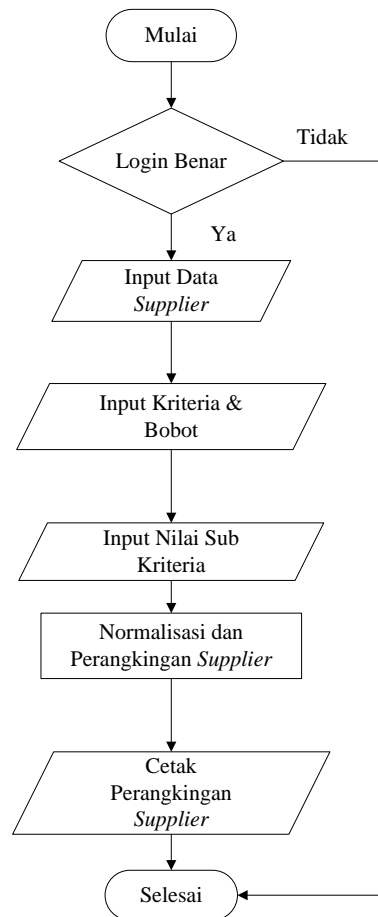 Mulai
Login Benar
Tidak
Ya
Input Data
Supplier
Input Kriteria &
Bobot
Input Nilai Sub
Kriteria
Normalisasi dan
Perangkingan Supplier
Cetak
Perangkingan
Supplier
Selesai